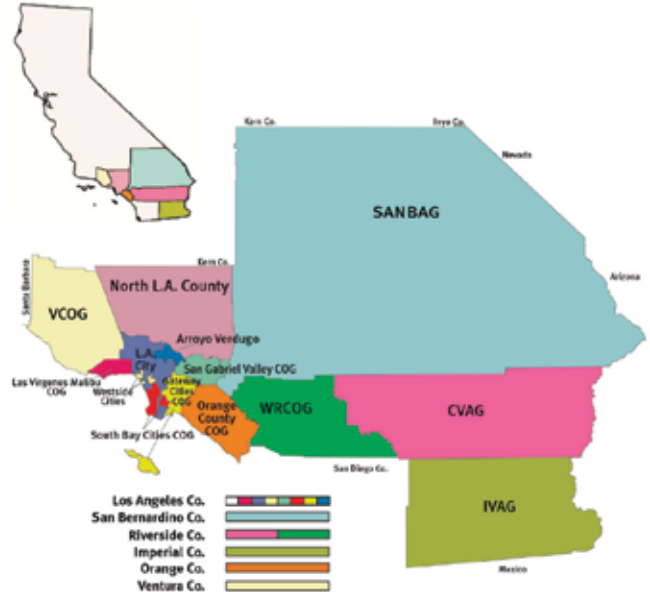 Kern Co.
Inyo Co.
Nevada
SANBAG
Santa Barbara
Kern Co.
Arizona
North L.A. County
VCOG
Arroyo Verdugo
L.A.
City
San Gabriel Valley COG
Las Virgenes Malibu
COG
Westside
Cities
Gateway
Cities
COG
Orange
County
COG
WRCOG
CVAG
South Bay Cities COG
San Diego Co.
IVAG
Mexico
Los Angeles Co.
San Bernardino Co.
Riverside Co.
Imperial Co.
Orange Co.
Ventura Co.